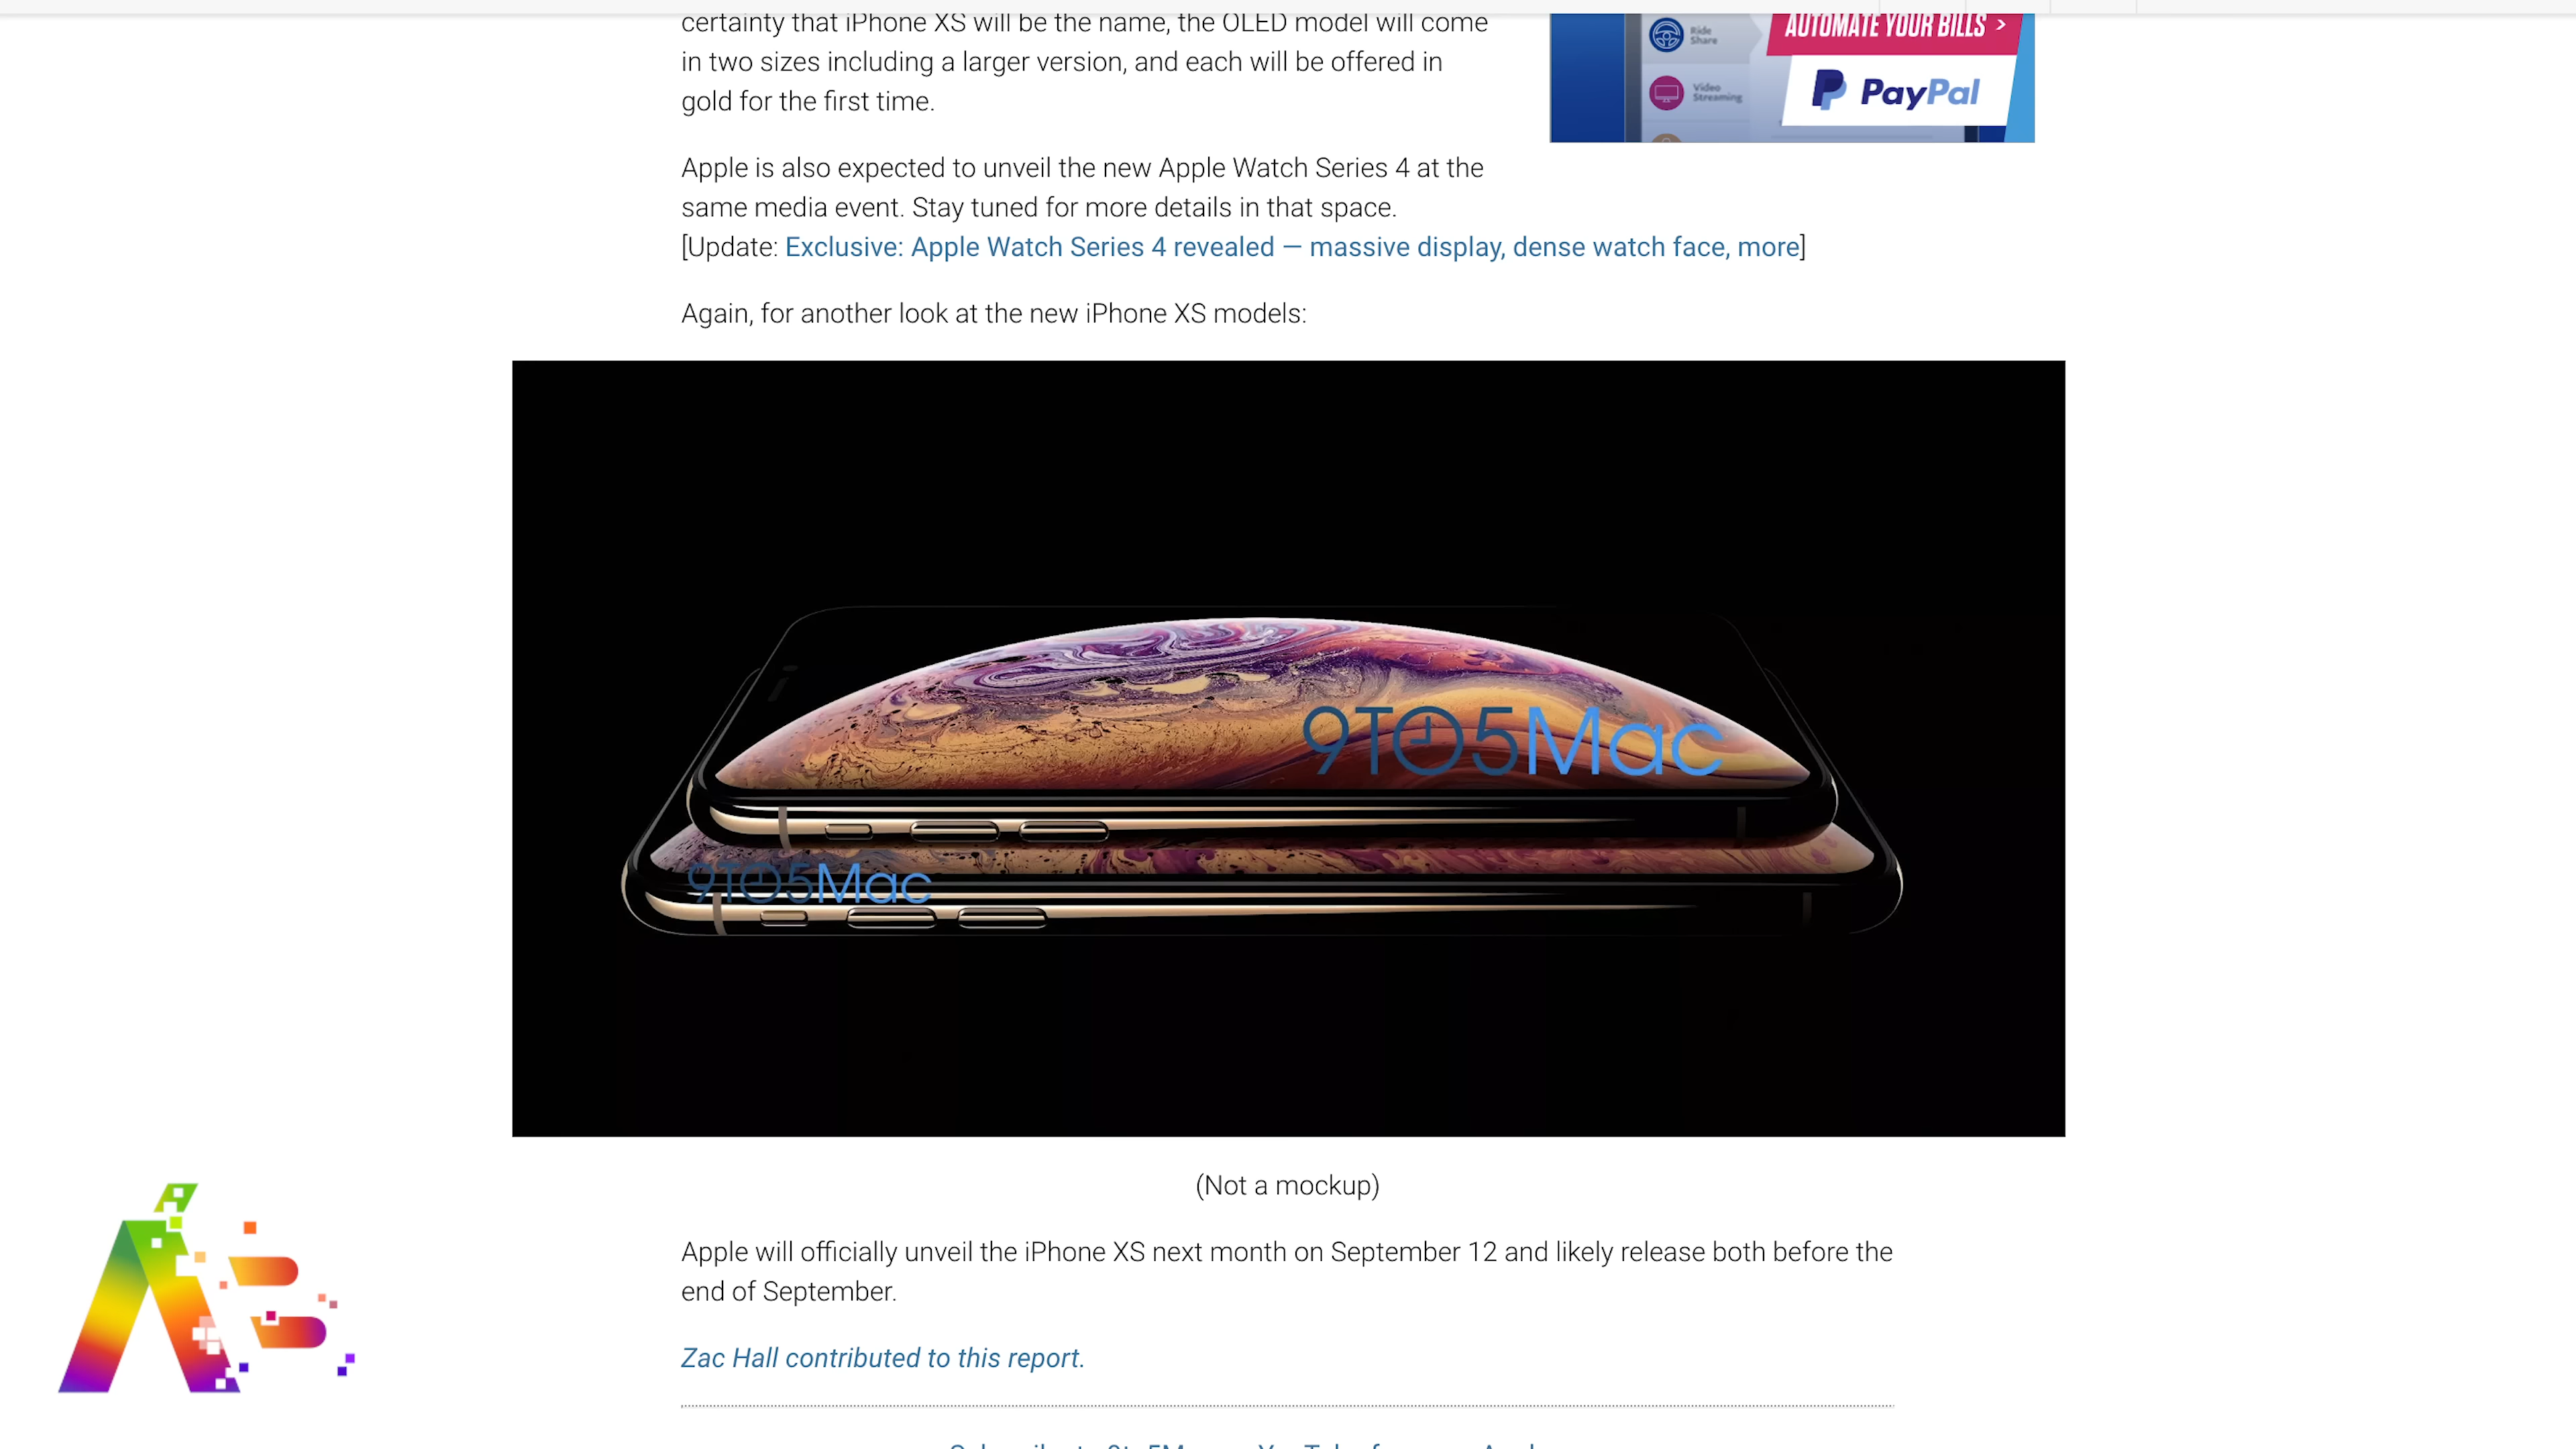 certainty that iPhone XS will be the name, the OLED model will come
in two sizes including a larger version, and each will be offered in
gold for the first time.
Ride
Share
Video
Streaming
AUTOMATE YOUR BILLS >
PayPal
Apple is also expected to unveil the new Apple Watch Series 4 at the
same media event. Stay tuned for more details in that space.
[Update: Exclusive: Apple Watch Series 4 revealed — massive display, dense watch face, more]
Again, for another look at the new iPhone XS models:
9TO5Mac
9TO5Mac
(Not a mockup)
Apple will officially unveil the iPhone XS next month on September 12 and likely release both before the
end of September.
Zac Hall contributed to this report.